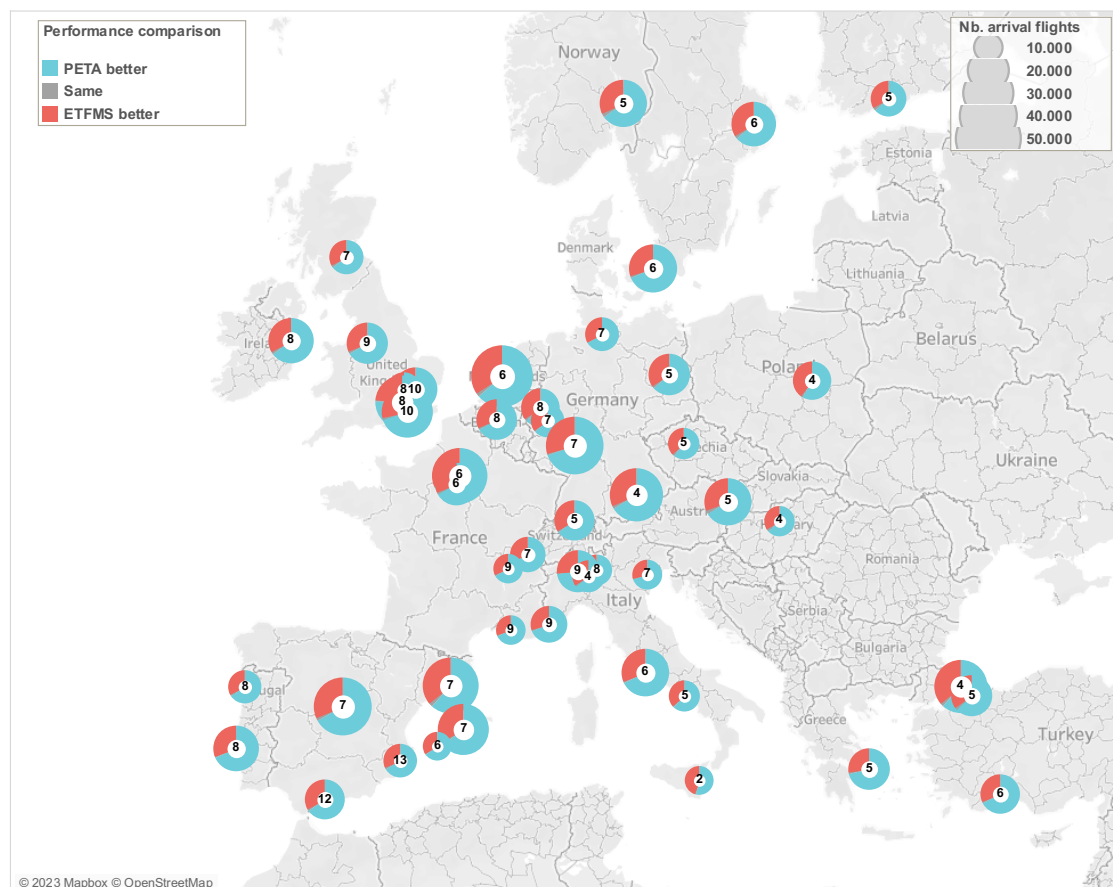 Performance comparison
PETA better
Same
ETFMS better
Nb. arrival flights
10.000
20.000
30.000
40.000
50.000
Norway
5
6
5
Estonia
Latvia
7
Denmark
6
Lithuania
8
9
7
Belarus
United
6
5
4
8
10
8
10
8
8
7
Germany
7
5
6
6
4
5
Slovakia
Ukraine
4
5
France
7
9
9
4
8
7
Romania
Italy
9
9
Serbia
Bulgaria
8
7
7
6
5
4
5
8
7
6
13
Greece
Turkey
12
2
5
6
© 2023 Mapbox © OpenStreetMap